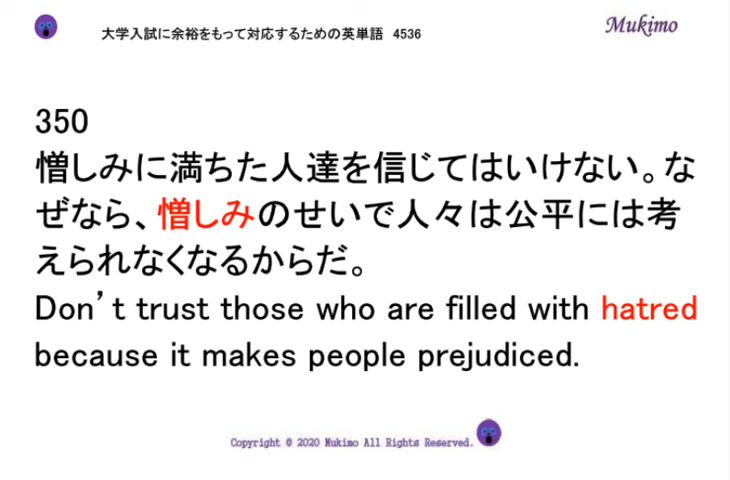 大学入試に余裕をもって対応するための英単語 4536
Mukimo
350
憎しみに満ちた人達を信じてはいけない。な
ぜなら、憎しみのせいで人々は公平には考
えられなくなるからだ。
Don't trust those who are filled with hatred
because it makes people prejudiced.
Copyright © 2020 Mukimo All Rights Reserved.